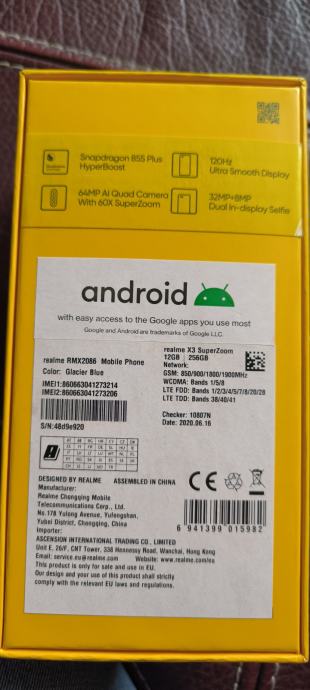 Snapdragon 855 Plus
HyperBoost
120Hz
Ultra Smooth Display
64MP AI Quad Camera
With 60X SuperZoom
32MP+8MP
Dual In-display Selfie
android
with easy access to the Google apps you use most
Google and Android are trademarks of Google LLC.
realme RMX2086 Mobile Phone
Color: Glacier Blue
IMEI1:860663041273214
IMEI2:860663041273206
S/N:48d9e920
realme X3 SuperZoom
12GB | 256GB
Network:
GSM: 850/900/1800/1900MHz
WCDMA: Bands 1/5/8
LTE FDD: Bands 1/2/3/4/5/7/8/20/28
LTE TDD: Bands 38/40/41
Checker: 10807N
Date: 2020.06.16
DESIGNED BY REALME ASSEMBLED IN CHINA
Manufacturer:
Realme Chongqing Mobile
Telecommunications Corp., Ltd.
No.178 Yulong Avenue, Yufengshan,
Yubei District, Chongqing, China
Importer:
ASCENSION INTERNATIONAL TRADING CO., LIMITED
Unit E, 26/F, CNT Tower, 338 Hennessy Road, Wanchai, Hong Kong
Email: service.eu@realme.com Website: www.realme.com/eu
This product is only for sale and use in EU.
Our design and your use of this product shall strictly
comply with the relevant EU laws and regulations.
CE
6 941399 015982